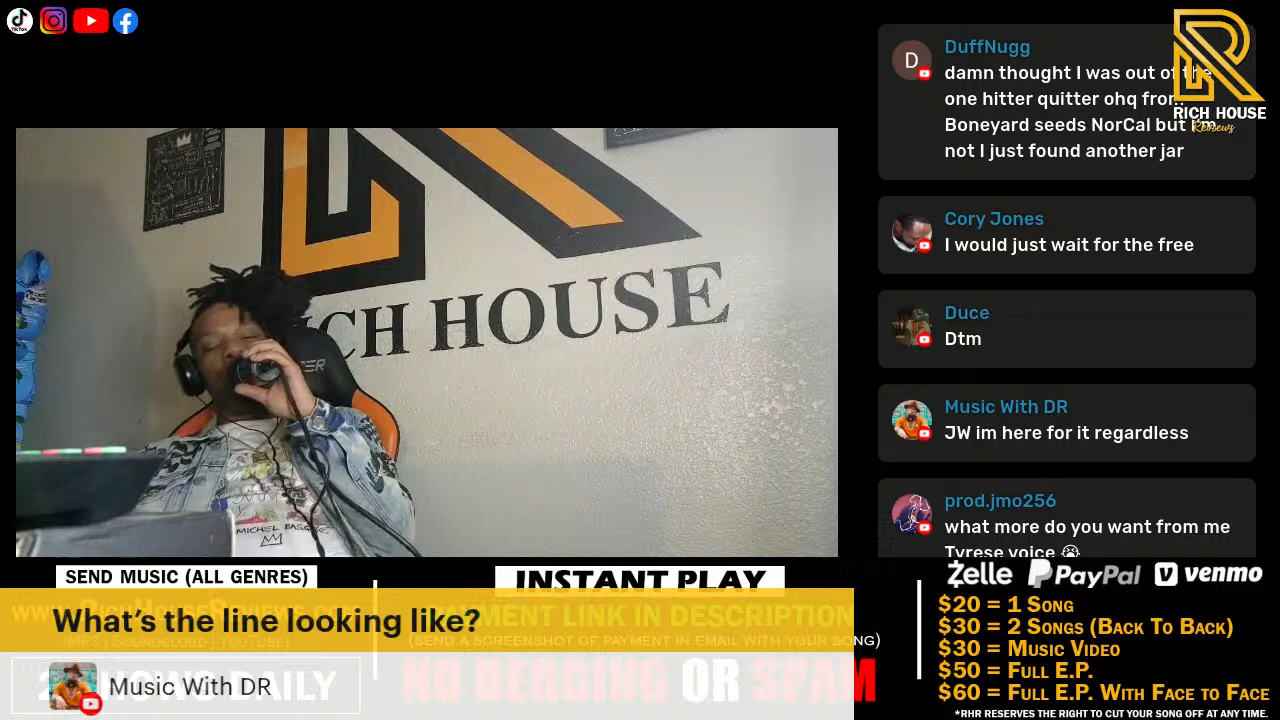 DuffNugg
damn thought I was out of the
one hitter quitter ohq from
Boneyard seeds NorCal but I'm
not I just found another jar
R
RICH HOUSE
Reviews
Cory Jones
I would just wait for the free
Duce
Dtm
Music With DR
JW im here for it regardless
prod.jmo256
what more do you want from me
Tyrese voice 😭
RICH HOUSE
MICHEL BASQ
SEND MUSIC (ALL GENRES)
INSTANT PLAY
PAYMENT LINK IN DESCRIPTION
(SEND A SCREENSHOT OF PAYMENT IN EMAIL WITH YOUR SONG)
What's the line looking like?
Music With DR
DAILY
OR
Zelle PayPal venmo
$20 = 1 SONG
$30 = 2 SONGS (BACK TO BACK)
$30 = MUSIC VIDEO
$50 = FULL E.P.
$60 = FULL E.P. WITH FACE TO FACE
*RHR RESERVES THE RIGHT TO CUT YOUR SONG OFF AT ANY TIME.